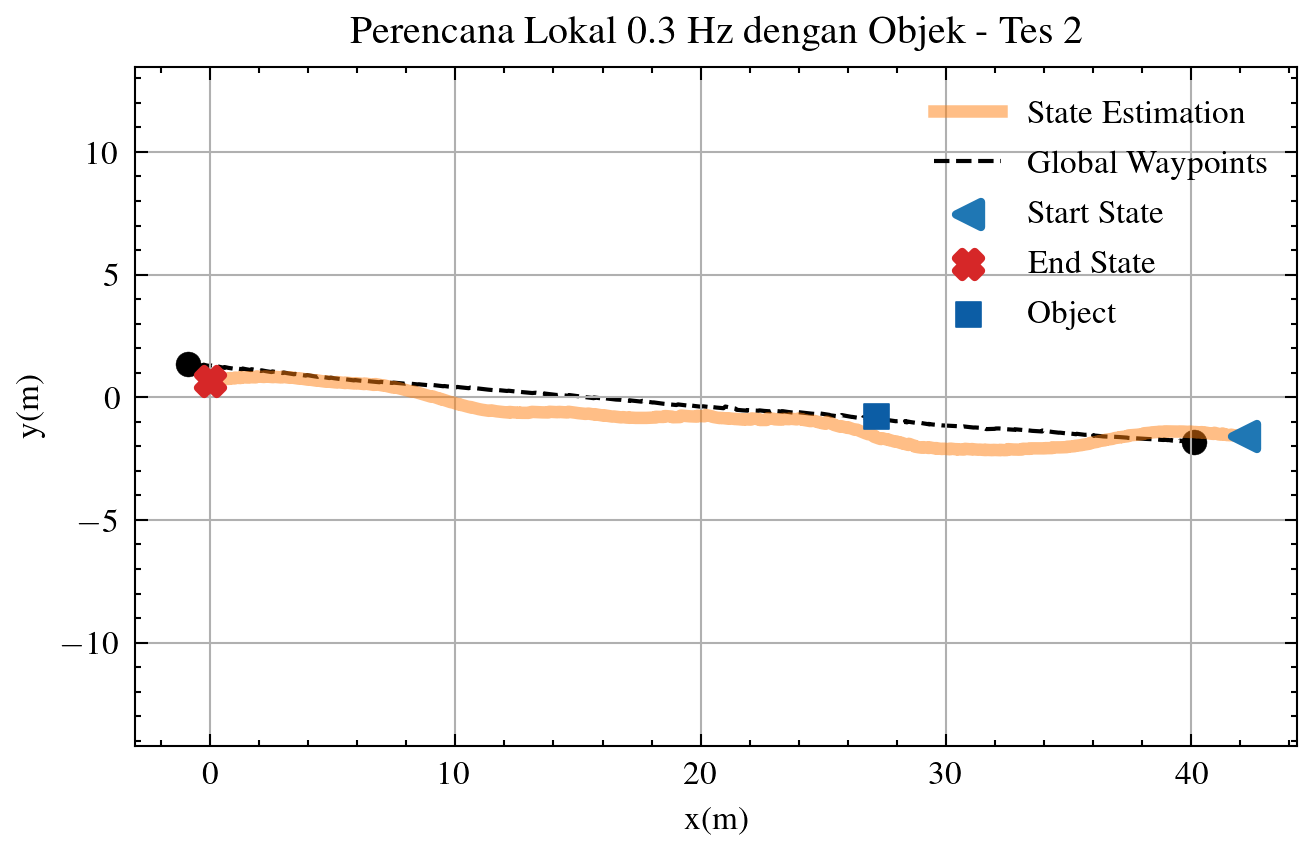 Perencana Lokal 0.3 Hz dengan Objek - Tes 2
State Estimation
Global Waypoints
Start State
End State
Object
y(m)
10
5
0
−5
−10
0 10 20 30 40
x(m)